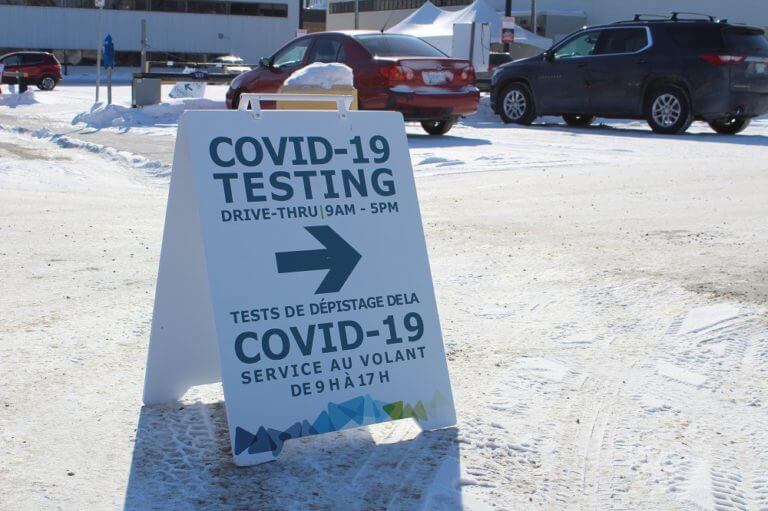 COVID-19
TESTING
DRIVE-THRU|9AM - 5PM
TESTS DE DÉPISTAGE DE LA
COVID-19
SERVICE AU VOLANT
DE 9 H À 17 H